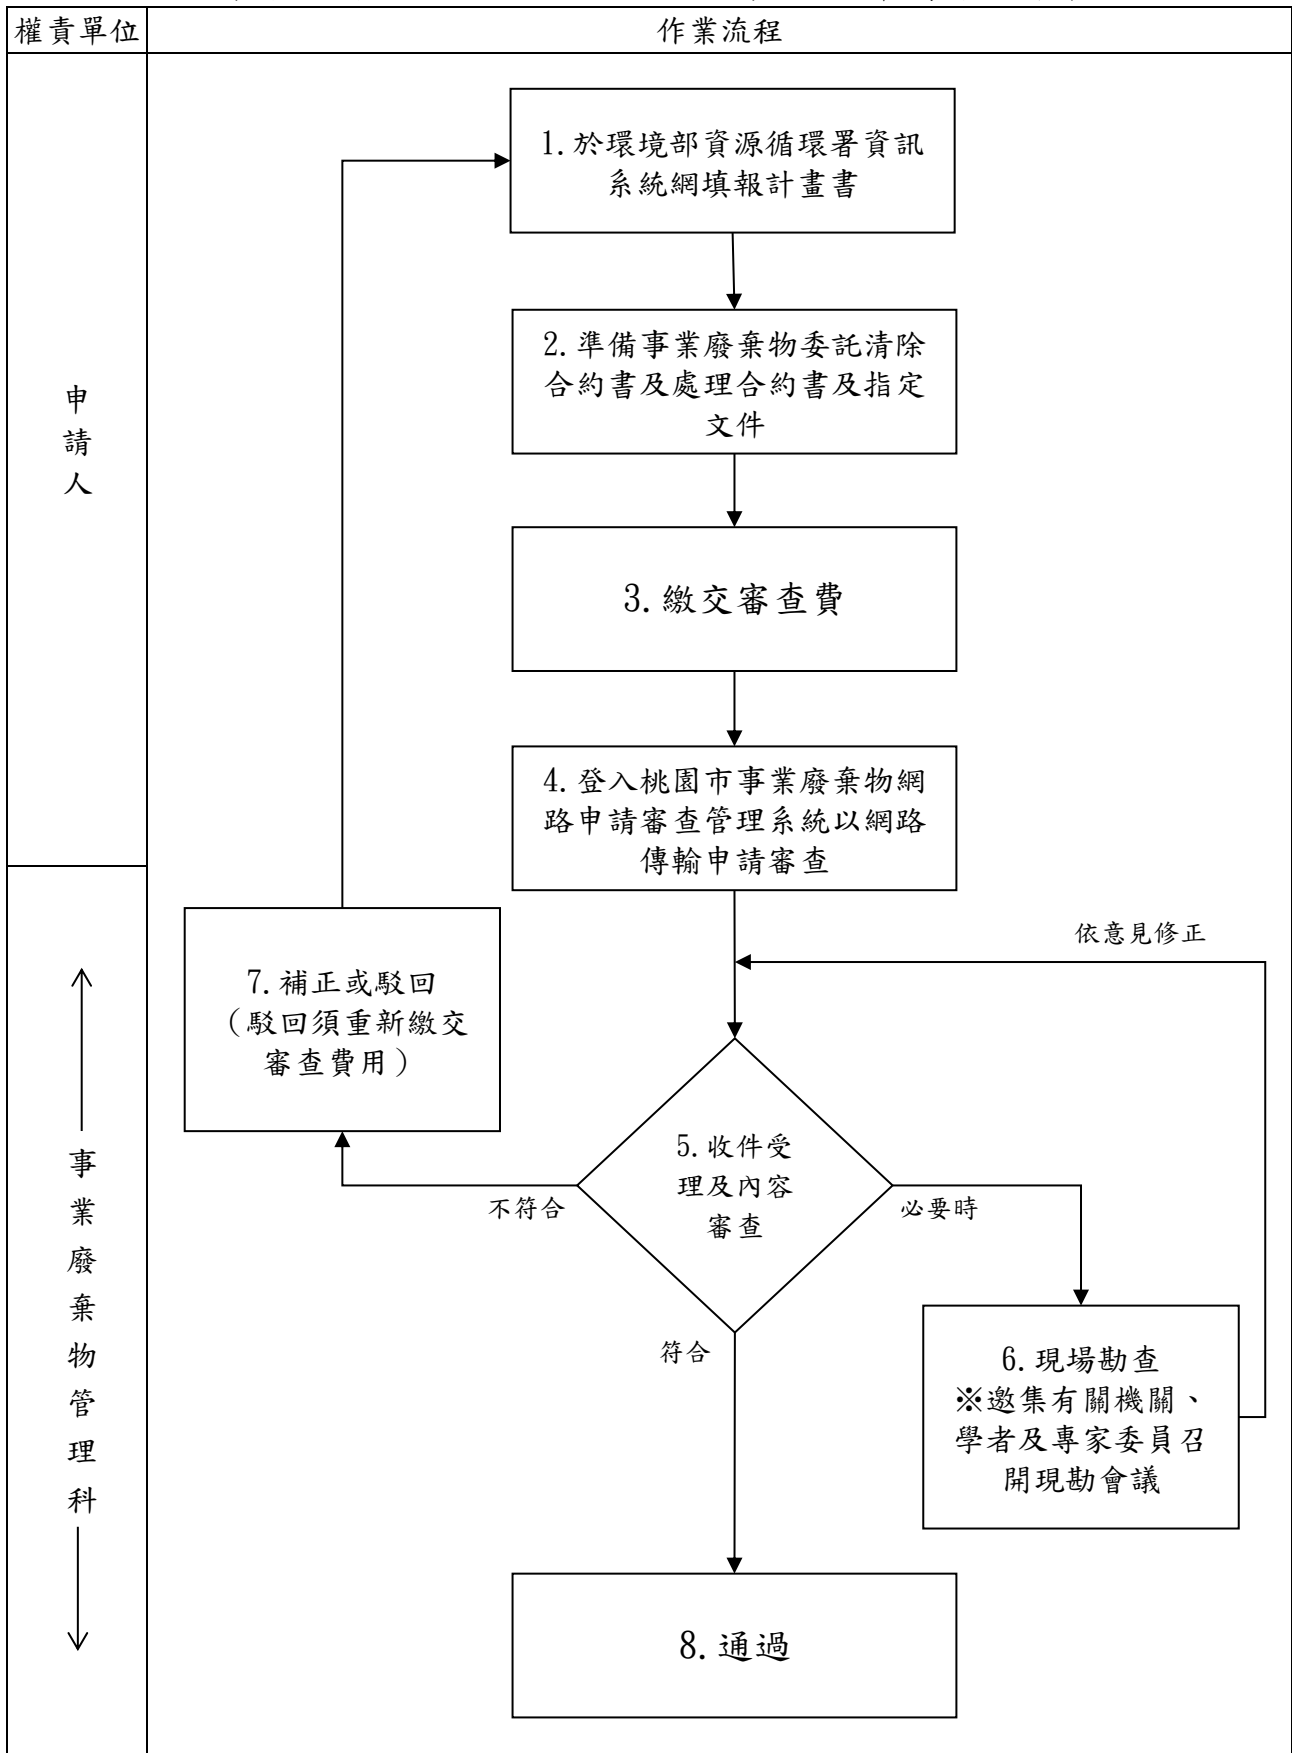 權責單位
作業流程
申
請
人
1.於環境部資源循環署資訊
系統網填報計畫書
2.準備事業廢棄物委託清除
合約書及處理合約書及指定
文件
3.繳交審查費
4.登入桃園市事業廢棄物網
路申請審查管理系統以網路
傳輸申請審查
依意見修正
7.補正或駁回
（駁回須重新繳交
審查費用）
5.收件受
理及內容
審查
不符合
必要時
符合
6.現場勘查
※邀集有關機關、
學者及專家委員召
開現勘會議
事
業
廢
棄
物
管
理
科
8.通過